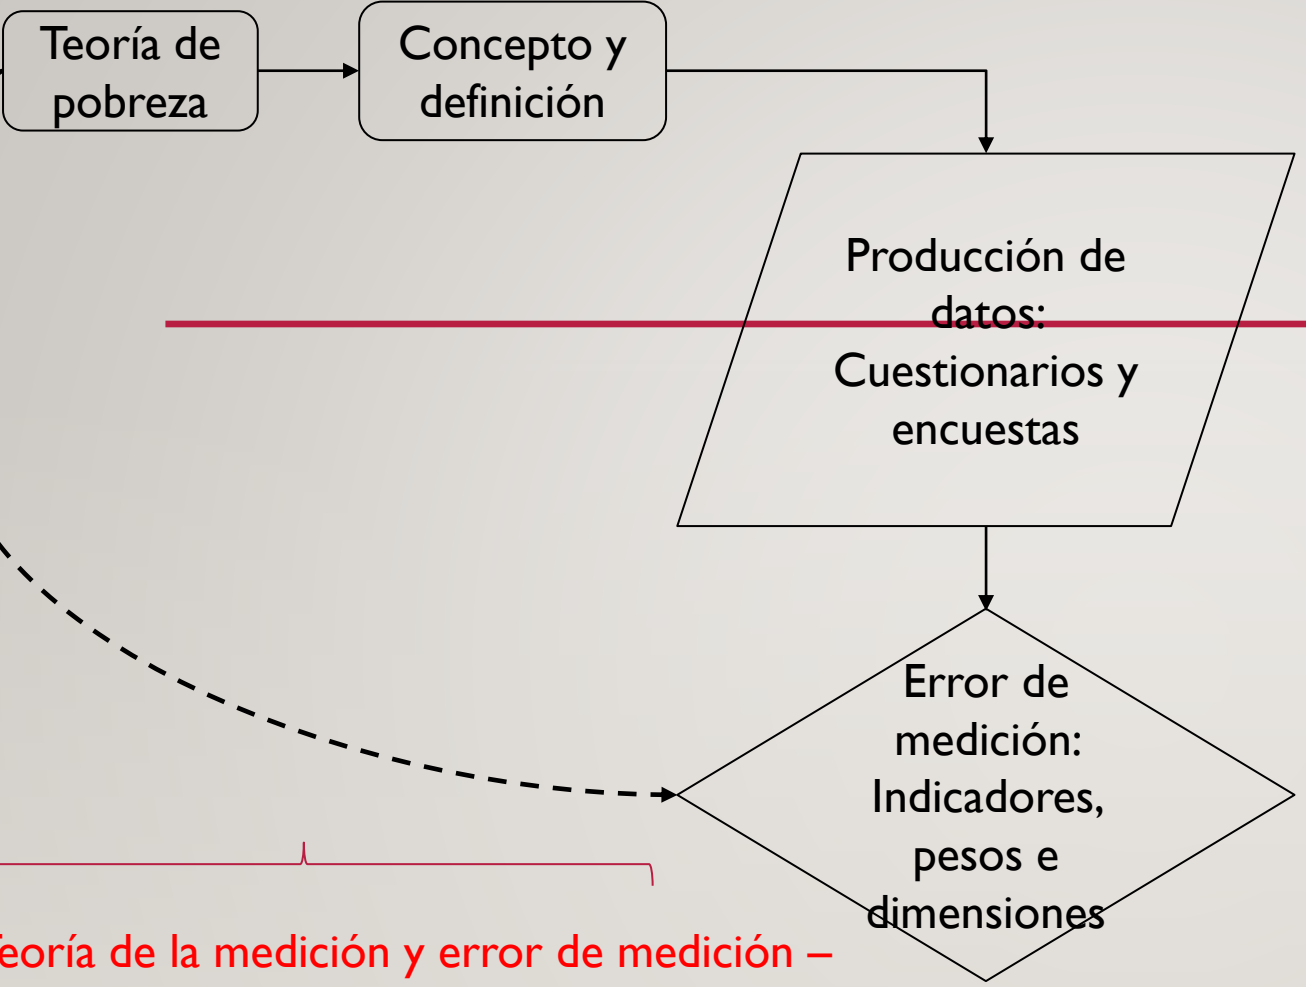 Teoría de
pobreza
Concepto y
definición
Producción de
datos:
Cuestionarios y
encuestas
Error de
medición:
Indicadores,
pesos e
dimensiones
Teoría de la medición y error de medición –